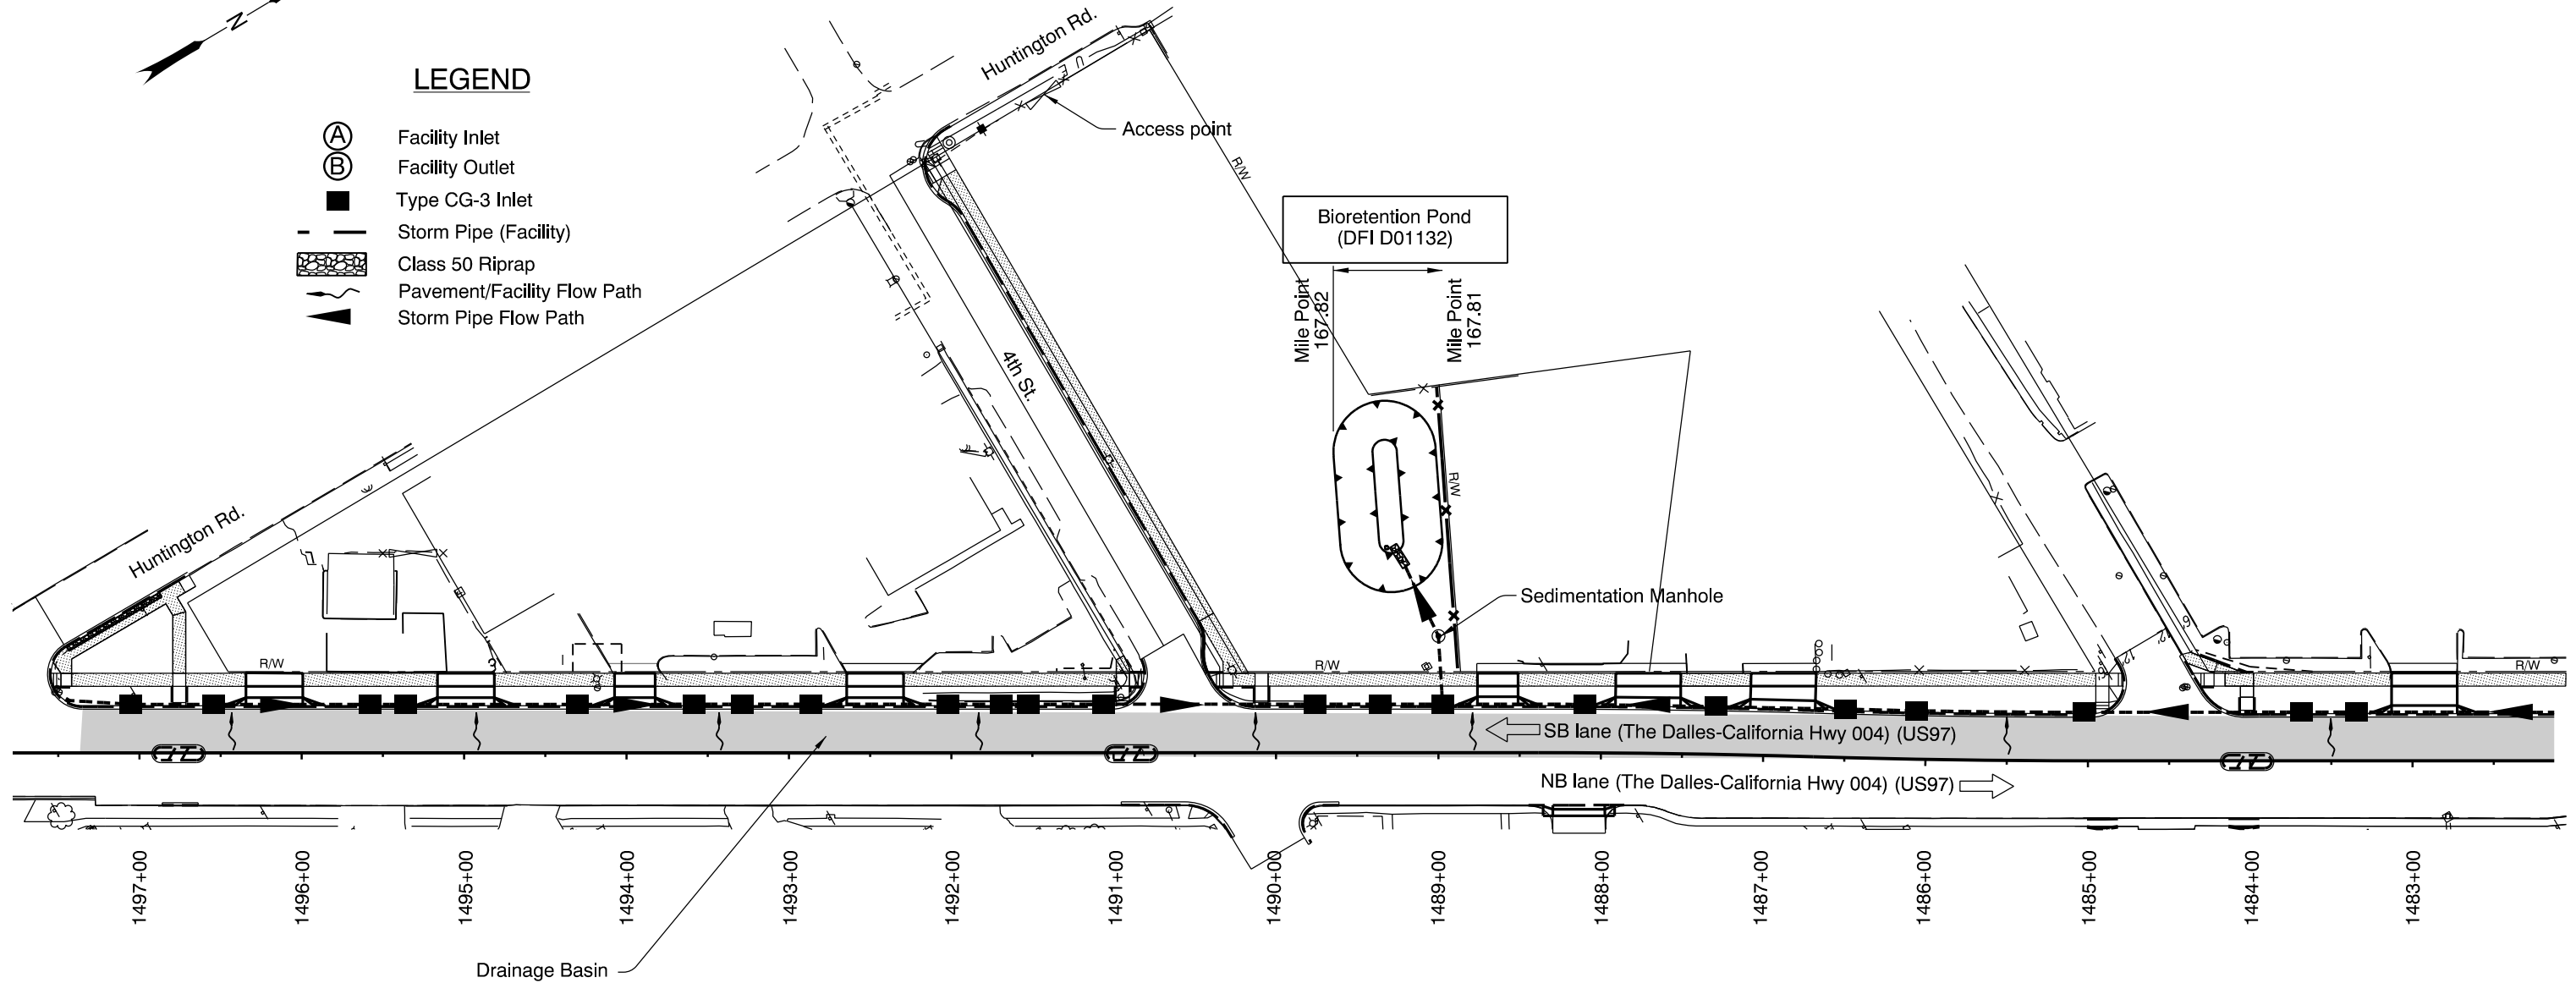 N
LEGEND
A Facility Inlet
B Facility Outlet
Type CG-3 Inlet
Storm Pipe (Facility)
Class 50 Riprap
Pavement/Facility Flow Path
Storm Pipe Flow Path
Huntington Rd.
Access point
R/W
Bioretention Pond
(DFI D01132)
Mile Point
167.82
Mile Point
167.81
4th St.
Huntington Rd.
R/W
Sedimentation Manhole
R/W
R/W
R/W
SB lane (The Dalles-California Hwy 004) (US97)
NB lane (The Dalles-California Hwy 004) (US97)
1497+00
1496+00
1495+00
1494+00
1493+00
1492+00
1491+00
1490+00
1489+00
1488+00
1487+00
1486+00
1485+00
1484+00
1483+00
Drainage Basin